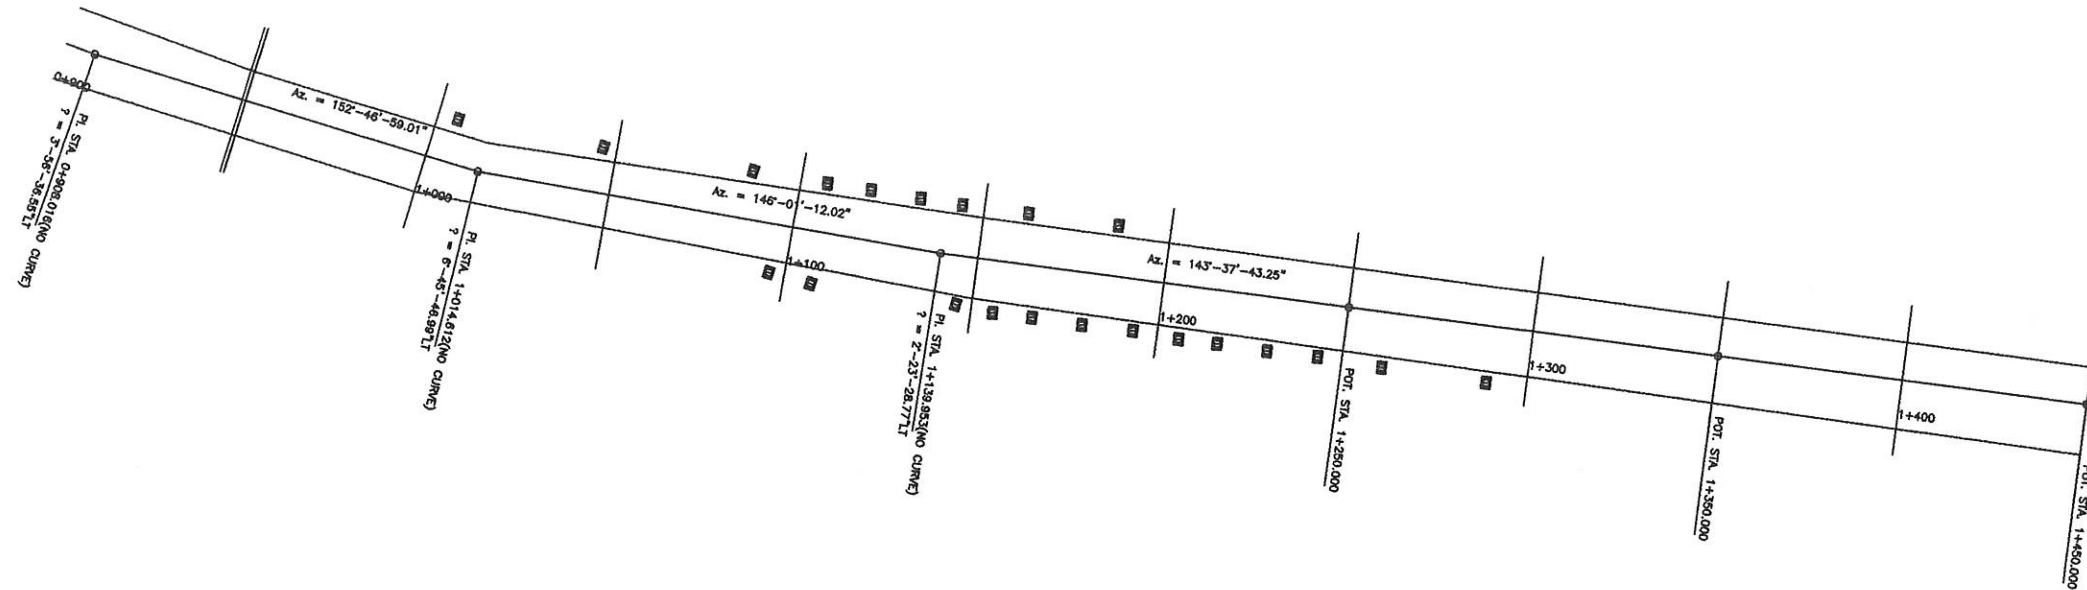 0+900
PI. STA. 0+908.016(NO CURVE)
? = 3°-56'-36.55"LT
Az. = 152°-46'-59.01"
1+000
PI. STA. 1+014.612(NO CURVE)
? = 6°-45'-46.99"LT
Az. = 146°-01'-12.02"
1+100
PI. STA. 1+139.953(NO CURVE)
? = 2°-23'-28.77"LT
Az. = 143°-37'-43.25"
1+200
POT. STA. 1+250.000
1+300
POT. STA. 1+350.000
1+400
POT. STA. 1+450.000